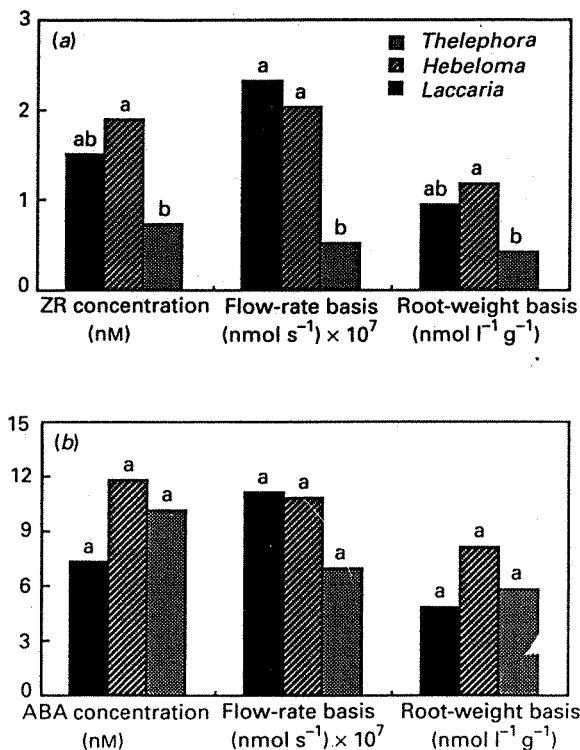 3
(a)
Thelephora
Hebeloma
Laccaria
2
1
0
ab
a
b
a
a
b
ab
a
b
ZR concentration
(nM)
Flow-rate basis
(nmol s⁻¹) × 10⁷
Root-weight basis
(nmol l⁻¹ g⁻¹)
15
(b)
12
9
6
3
0
a
a
a
a
a
a
a
a
a
ABA concentration
(nM)
Flow-rate basis
(nmol s⁻¹) × 10⁷
Root-weight basis
(nmol l⁻¹ g⁻¹)